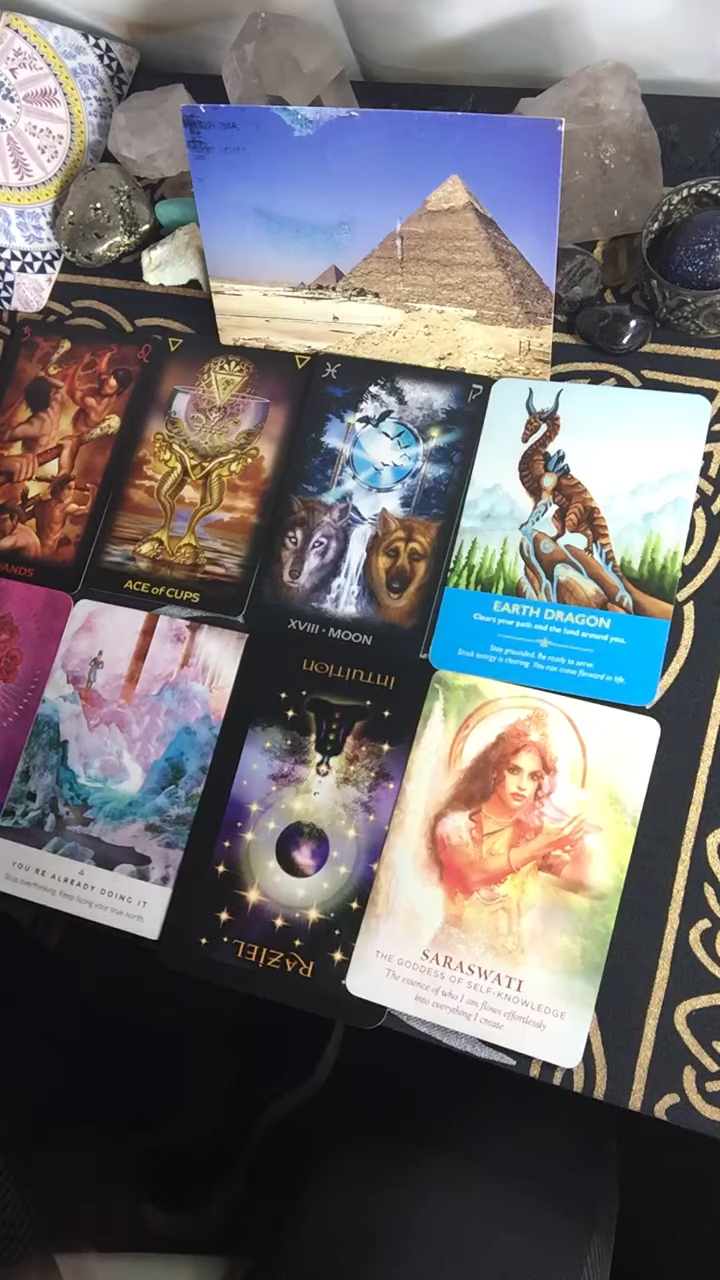 ANDS
ACE of CUPS
XVIII • MOON
EARTH DRAGON
Clears your path and the land around you.
Stay grounded. Be ready to serve.
Stuck energy is clearing. You can move forward in life.
YOU'RE ALREADY DOING IT
Stop overthinking. Keep facing your true north.
INTUITION
RAZIEL
SARASWATI
THE GODDESS OF SELF-KNOWLEDGE
The essence of who I am flows effortlessly
into everything I create